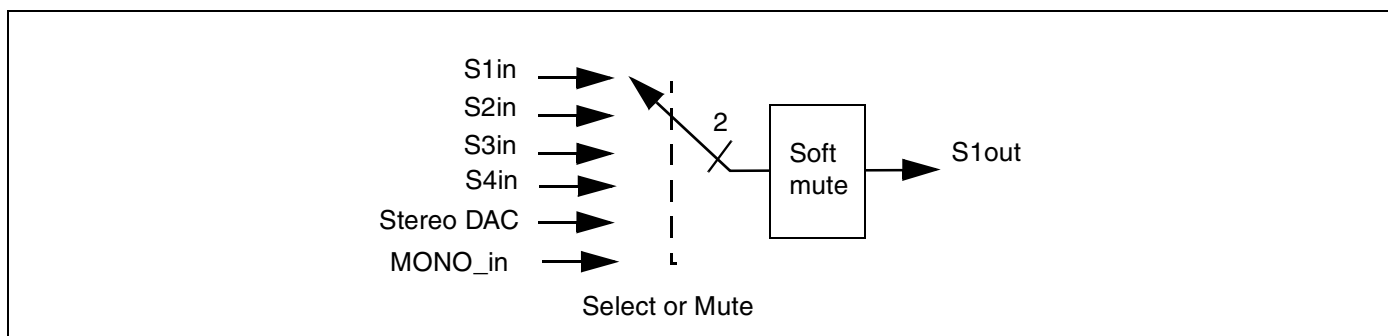 S1in
S2in
S3in
S4in
Stereo DAC
MONO_in
2
Soft
mute
S1out
Select or Mute